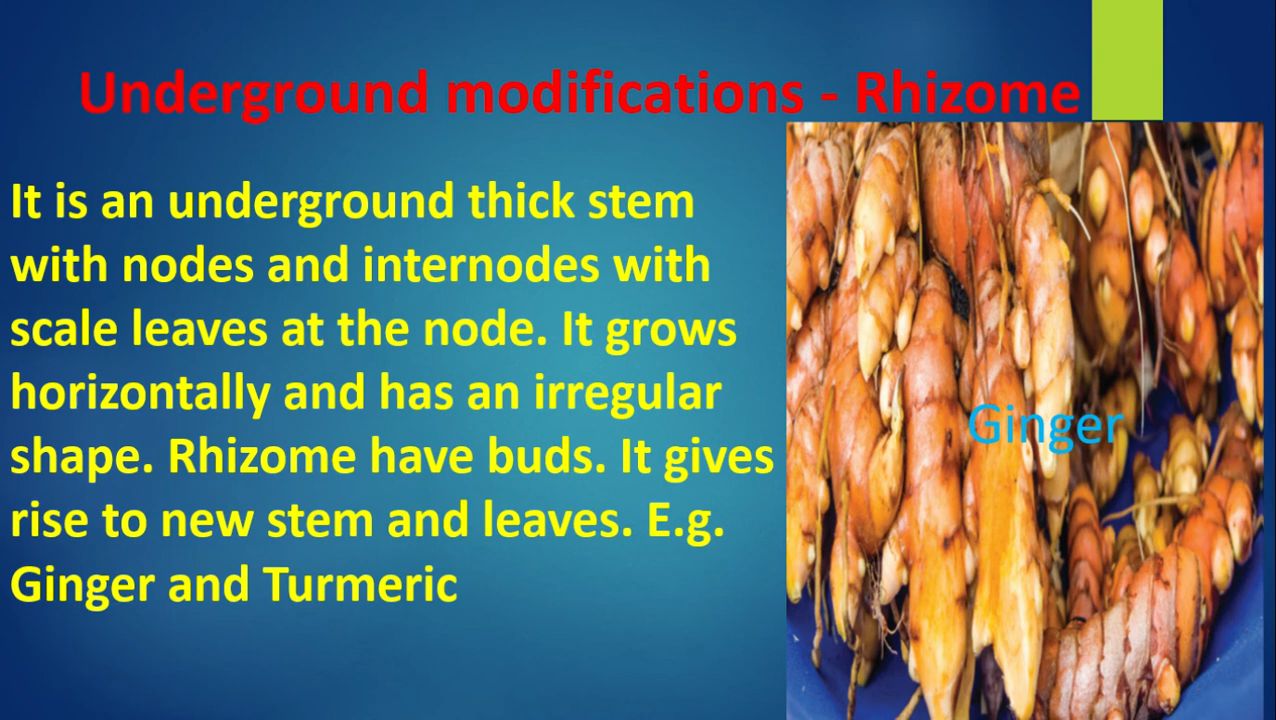 Underground modifications - Rhizome
It is an underground thick stem
with nodes and internodes with
scale leaves at the node. It grows
horizontally and has an irregular
shape. Rhizome have buds. It gives
rise to new stem and leaves. E.g.
Ginger and Turmeric
Ginger